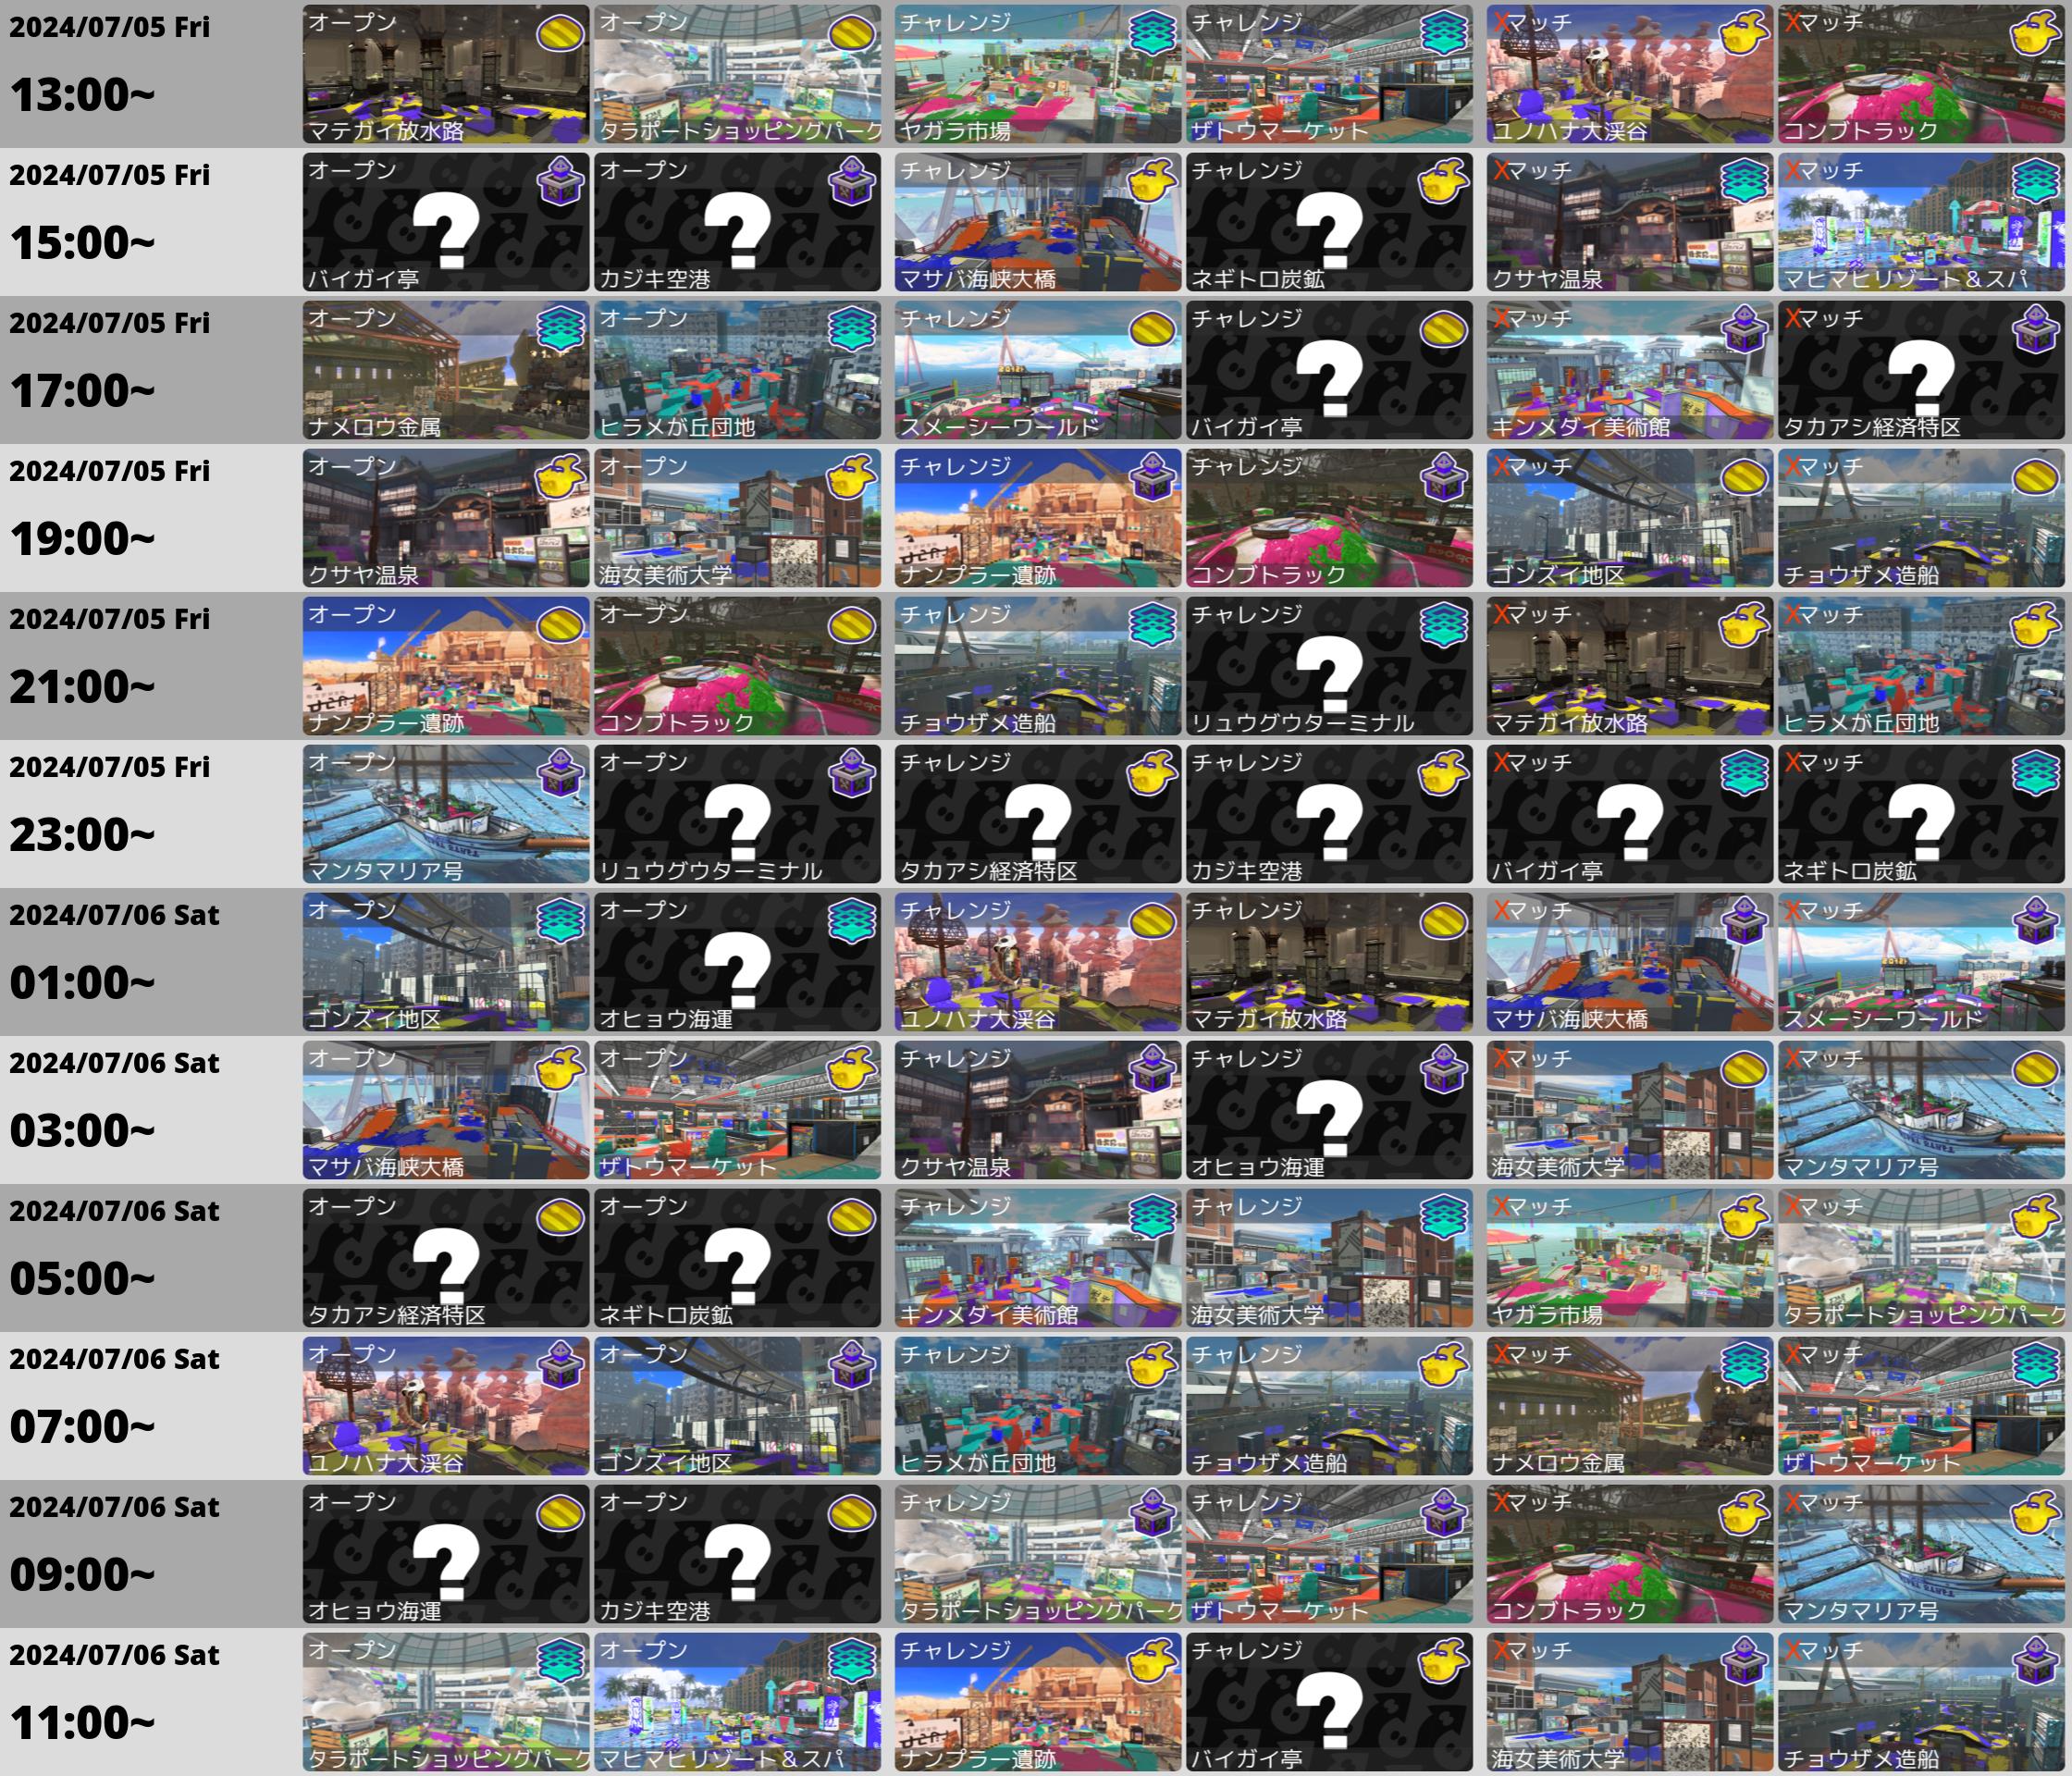 2024/07/05 Fri
13:00~
オープン
マテガイ放水路
オープン
タラポートショッピングパーク
チャレンジ
ヤガラ市場
チャレンジ
ザトウマーケット
Xマッチ
ユノハナ大渓谷
Xマッチ
コンブトラック
2024/07/05 Fri
15:00~
オープン
バイガイ亭
オープン
カジキ空港
チャレンジ
マサバ海峡大橋
チャレンジ
ネギトロ炭鉱
Xマッチ
クサヤ温泉
Xマッチ
マヒマヒリゾート&スパ
2024/07/05 Fri
17:00~
オープン
ナメロウ金属
オープン
ヒラメが丘団地
チャレンジ
スメーシーワールド
チャレンジ
バイガイ亭
Xマッチ
キンメダイ美術館
Xマッチ
タカアシ経済特区
2024/07/05 Fri
19:00~
オープン
クサヤ温泉
オープン
海女美術大学
チャレンジ
ナンプラー遺跡
チャレンジ
コンブトラック
Xマッチ
ゴンズイ地区
Xマッチ
チョウザメ造船
2024/07/05 Fri
21:00~
オープン
ナンプラー遺跡
オープン
コンブトラック
チャレンジ
チョウザメ造船
チャレンジ
リュウグウターミナル
Xマッチ
マテガイ放水路
Xマッチ
ヒラメが丘団地
2024/07/05 Fri
23:00~
オープン
マンタマリア号
オープン
リュウグウターミナル
チャレンジ
タカアシ経済特区
チャレンジ
カジキ空港
Xマッチ
バイガイ亭
Xマッチ
ネギトロ炭鉱
2024/07/06 Sat
01:00~
オープン
ゴンズイ地区
オープン
オヒョウ海運
チャレンジ
ユノハナ大渓谷
チャレンジ
マテガイ放水路
Xマッチ
マサバ海峡大橋
Xマッチ
スメーシーワールド
2024/07/06 Sat
03:00~
オープン
マサバ海峡大橋
オープン
ザトウマーケット
チャレンジ
クサヤ温泉
チャレンジ
オヒョウ海運
Xマッチ
海女美術大学
Xマッチ
マンタマリア号
2024/07/06 Sat
05:00~
オープン
タカアシ経済特区
オープン
ネギトロ炭鉱
チャレンジ
キンメダイ美術館
チャレンジ
海女美術大学
Xマッチ
ヤガラ市場
Xマッチ
タラポートショッピングパーク
2024/07/06 Sat
07:00~
オープン
ユノハナ大渓谷
オープン
ゴンズイ地区
チャレンジ
ヒラメが丘団地
チャレンジ
チョウザメ造船
Xマッチ
ナメロウ金属
Xマッチ
ザトウマーケット
2024/07/06 Sat
09:00~
オープン
オヒョウ海運
オープン
カジキ空港
チャレンジ
タラポートショッピングパーク
チャレンジ
ザトウマーケット
Xマッチ
コンブトラック
Xマッチ
マンタマリア号
2024/07/06 Sat
11:00~
オープン
タラポートショッピングパーク
オープン
マヒマヒリゾート&スパ
チャレンジ
ナンプラー遺跡
チャレンジ
バイガイ亭
Xマッチ
海女美術大学
Xマッチ
チョウザメ造船